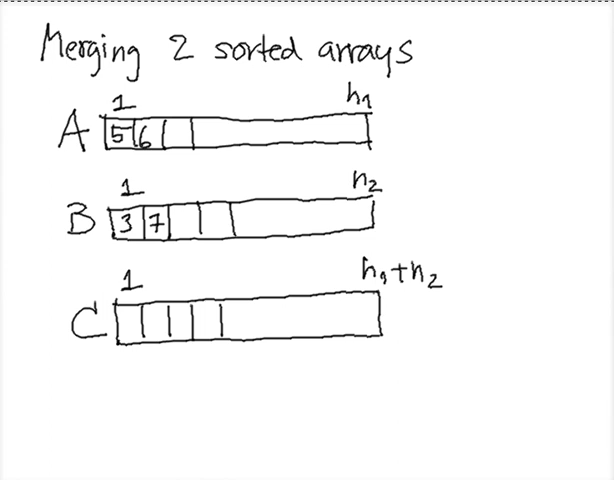 Merging 2 sorted arrays
1 n₁
A 5 6
1 n₂
B 3 7
1 n₁+n₂
C